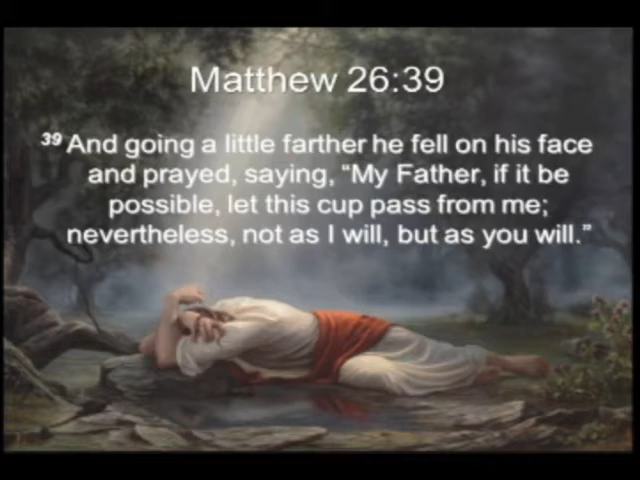 Matthew 26:39
39 And going a little farther he fell on his face
and prayed, saying, “My Father, if it be
possible, let this cup pass from me;
nevertheless, not as I will, but as you will.”